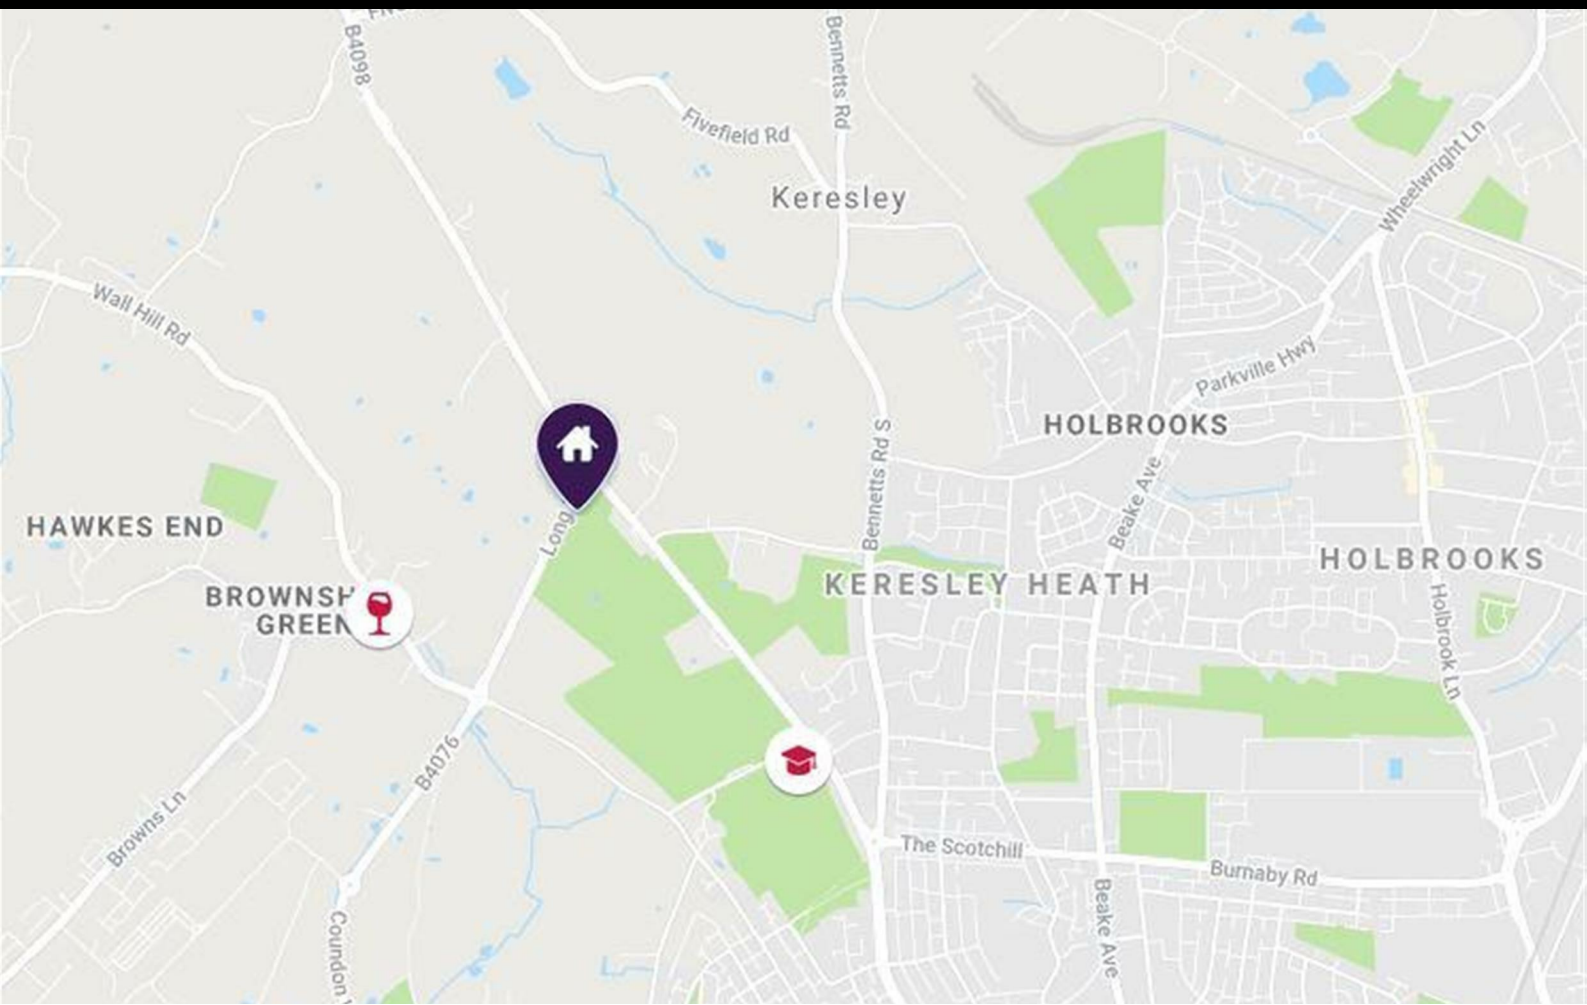 B4098
Bennetts Rd
Fivefield Rd
Wheelwright Ln
Keresley
Wall Hill Rd
Parkville Hwy
HOLBROOKS
Bennetts Rd S
Beake Ave
HAWKES END
Long
HOLBROOKS
KERESLEY HEATH
BROWNSH
GREEN
Holbrook Ln
B4076
Browns Ln
The Scotchill
Burnaby Rd
Beake Ave
Coundon